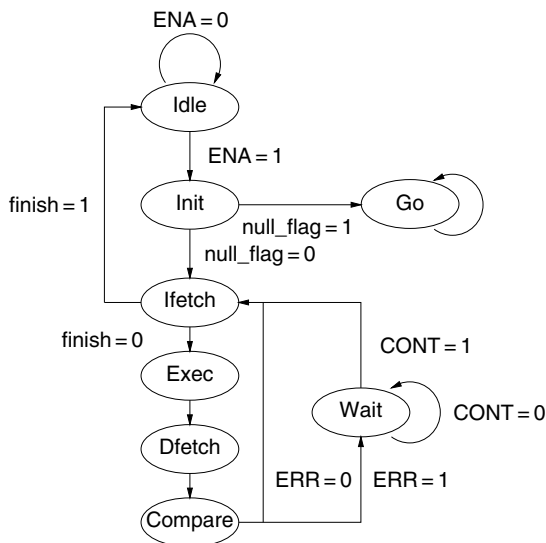 ENA = 0
Idle
ENA = 1
finish = 1
Init
Go
null_flag = 1
null_flag = 0
Ifetch
finish = 0
CONT = 1
Exec
Wait
CONT = 0
Dfetch
ERR = 0
ERR = 1
Compare